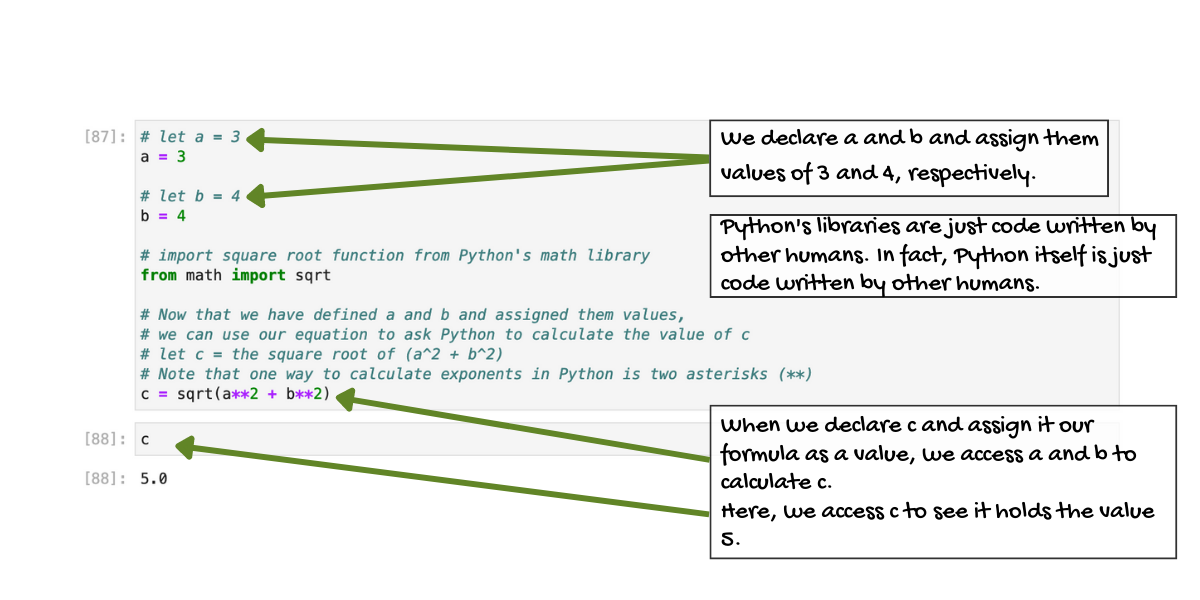 [87]:
# let a = 3
a = 3
# let b = 4
b = 4
# import square root function from Python's math library
from math import sqrt
# Now that we have defined a and b and assigned them values,
# we can use our equation to ask Python to calculate the value of c
# let c = the square root of (a^2 + b^2)
# Note that one way to calculate exponents in Python is two asterisks (**)
c = sqrt(a**2 + b**2)
[88]: c
[88]: 5.0
We declare a and b and assign them
values of 3 and 4, respectively.
Python's libraries are just code written by
other humans. In fact, Python itself is just
code written by other humans.
When we declare c and assign it our
formula as a value, we access a and b to
calculate c.
Here, we access c to see it holds the value
5.